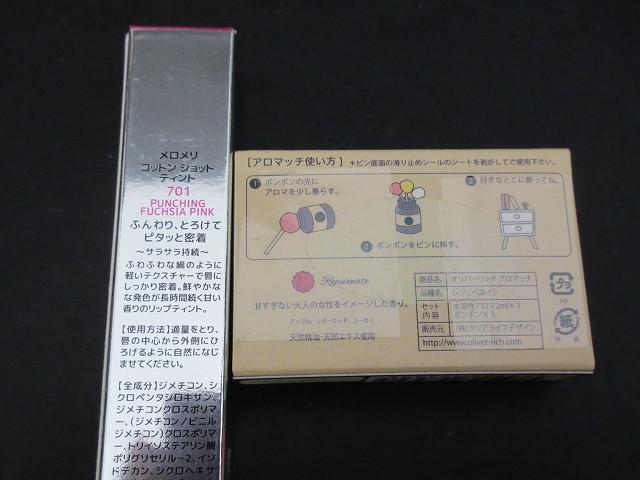 メロメリ
コットン ショット
ティント
701
PUNCHING
FUCHSIA PINK
ふんわり、とろけて
ピタッと密着
～サラサラ持続～
ふわふわな綿のように
軽いテクスチャーで唇に
しっかり密着。鮮やかな
な発色が長時間続く甘い
香りのリップティント。
【使用方法】適量をとり、
唇の中心から外側にひ
ろげるように自然になじ
ませてください。
【全成分】ジメチコン、シ
クロペンタシロキサン、
ジメチコンクロスポリマ
ー、(ジメチコン/ビニル
ジメチコン)クロスポリマ
ー、トリイソステアリン酸
ポリグリセリル－2、イソ
ドデカン、シクロヘキサ
[アロマッチ使い方] ＊ビン底面の滑り止めシールのシートを剥がしてご使用下さい。
1 ポンポンの先に
アロマを少し垂らす。
2 ポンポンをビンに挿す。
3 好きなとこに飾ってね。
Rejuvenate
甘すぎない大人の女性をイメージした香り。
アップル、シダーウッド、ユーカリ
天然精油・天然エキス使用
商品名 オリバーリッチ アロマッチ
品種名 レジュベネイト
セット内容 水溶性アロマ2ml×1
ポンポン×3
販売元 (株)クリアライフデザイン
http://www.oliver-rich.com
プラ
PP
紙